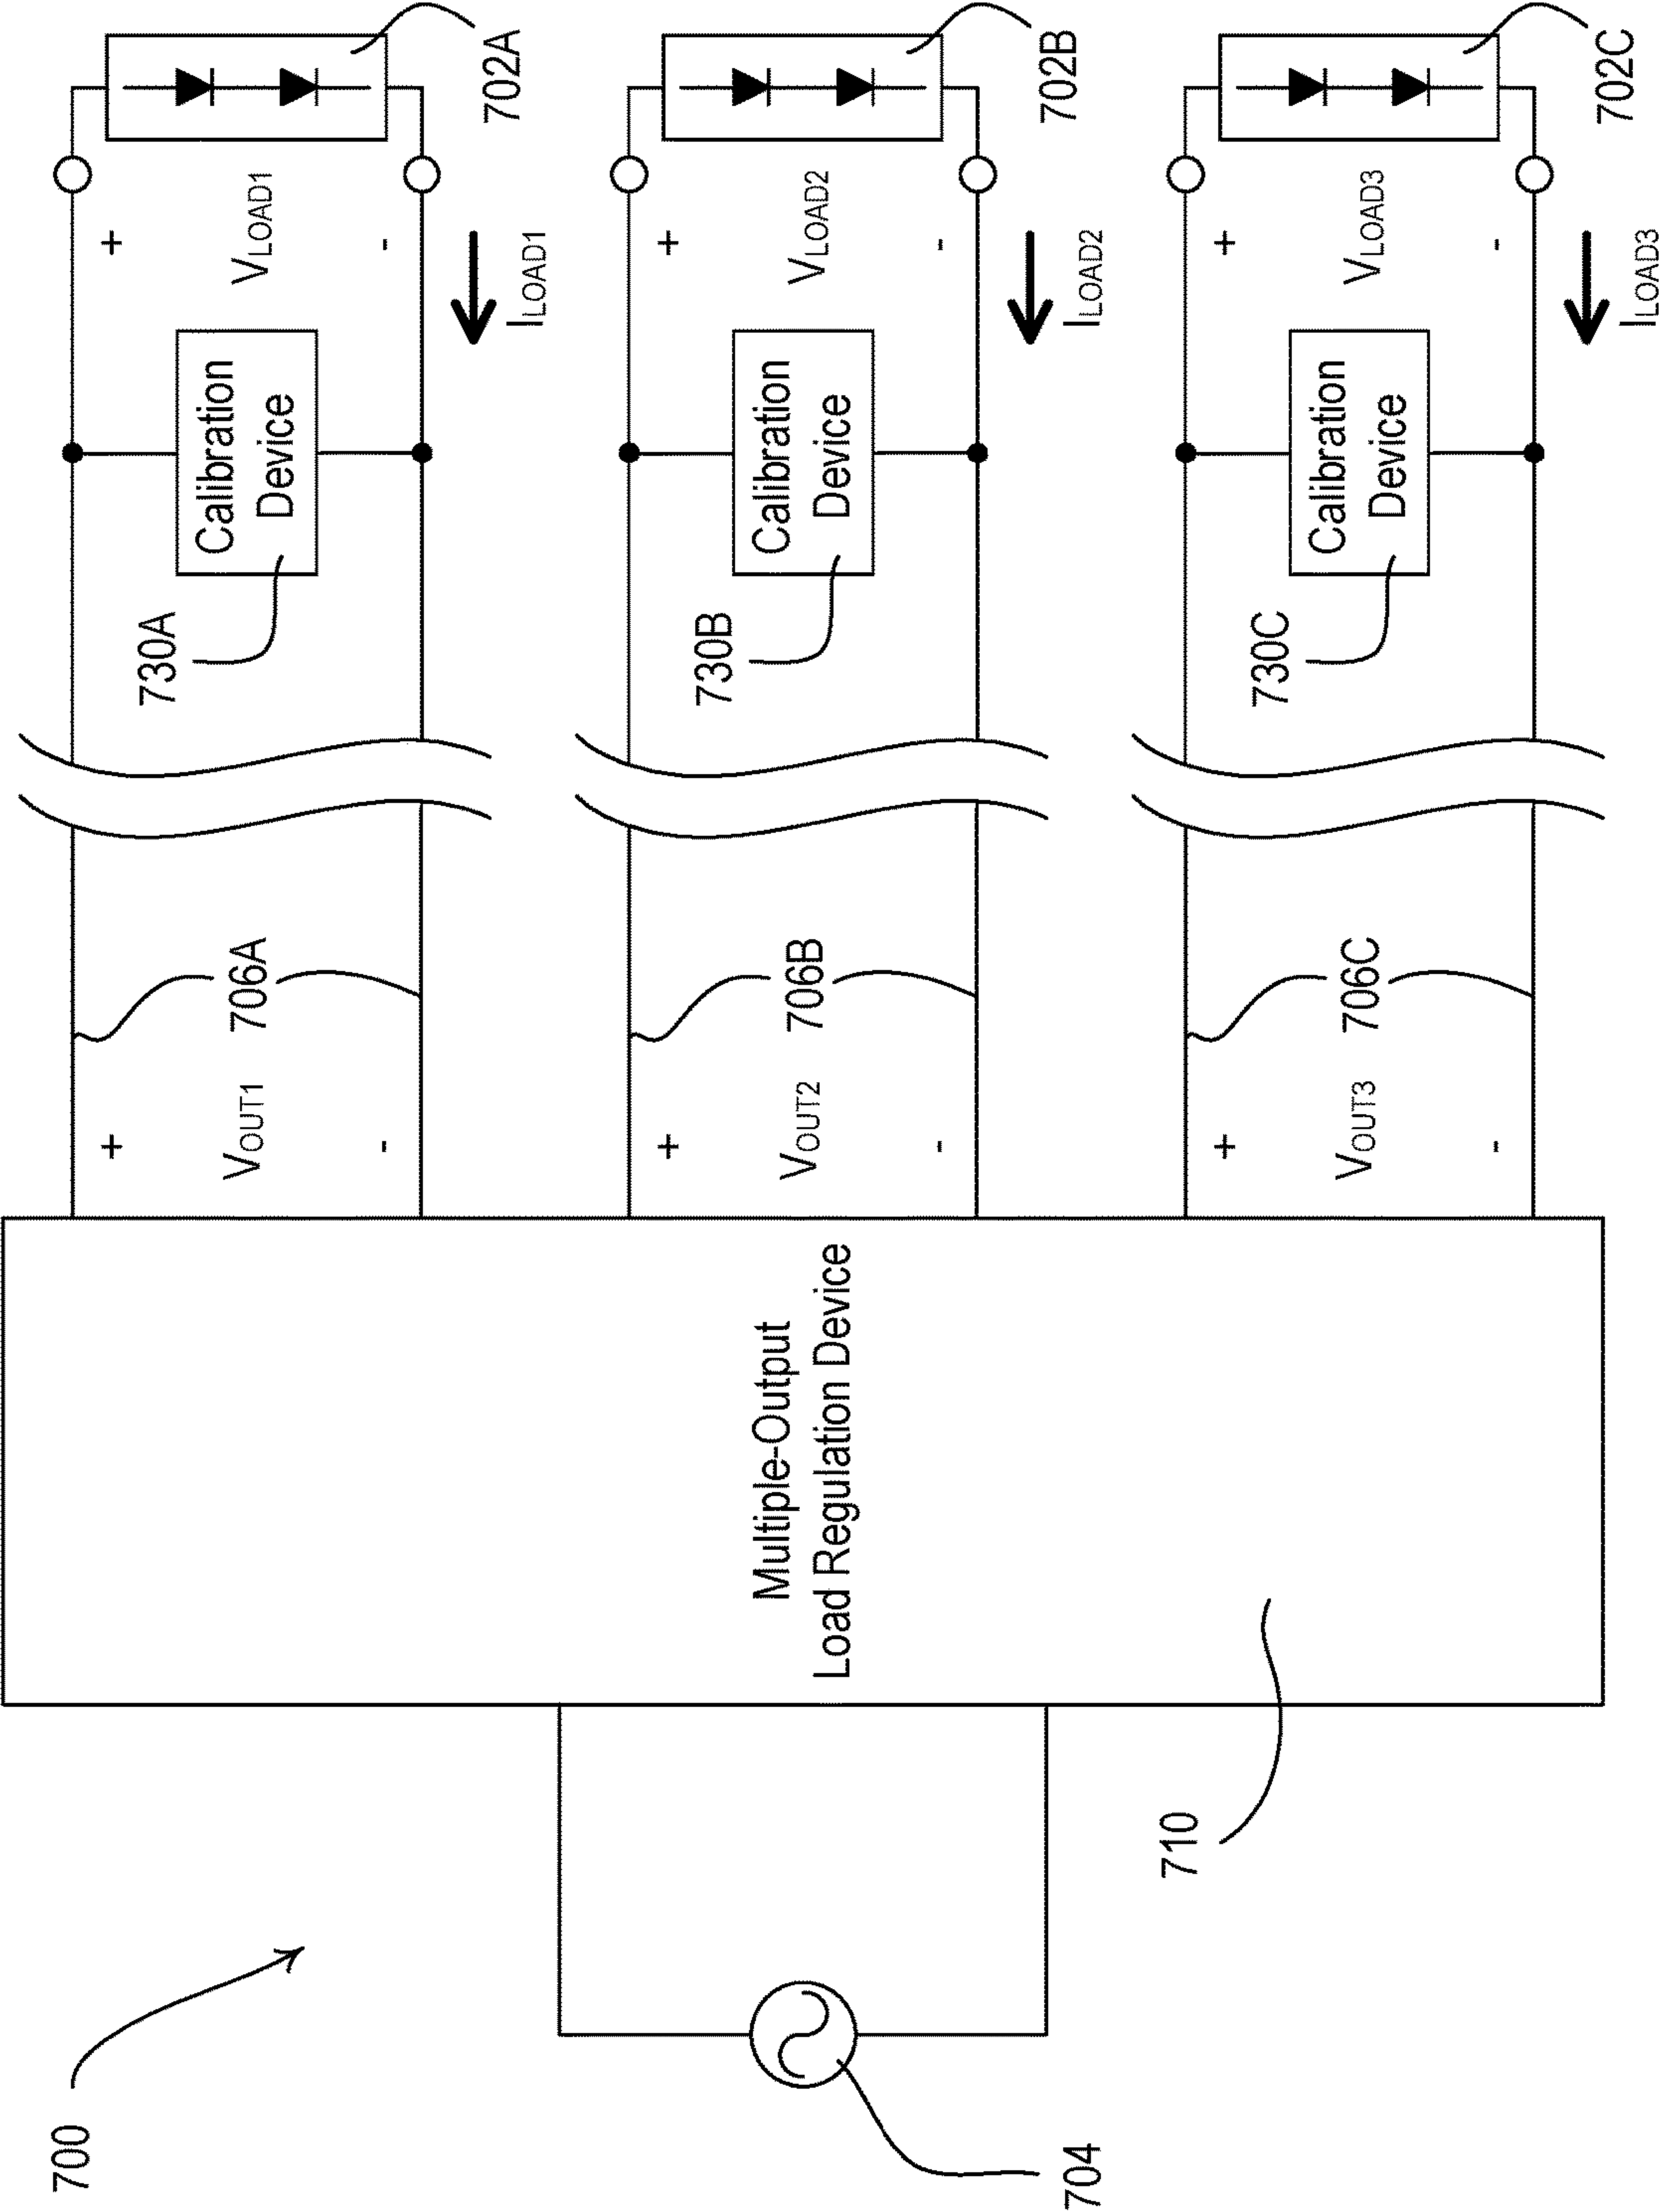 700
704
710
Multiple-Output
Load Regulation Device
+
VOUT1
-
706A
730A
Calibration
Device
+
VLOAD1
-
ILOAD1
702A
+
VOUT2
-
706B
730B
Calibration
Device
+
VLOAD2
-
ILOAD2
702B
+
VOUT3
-
706C
730C
Calibration
Device
+
VLOAD3
-
ILOAD3
702C